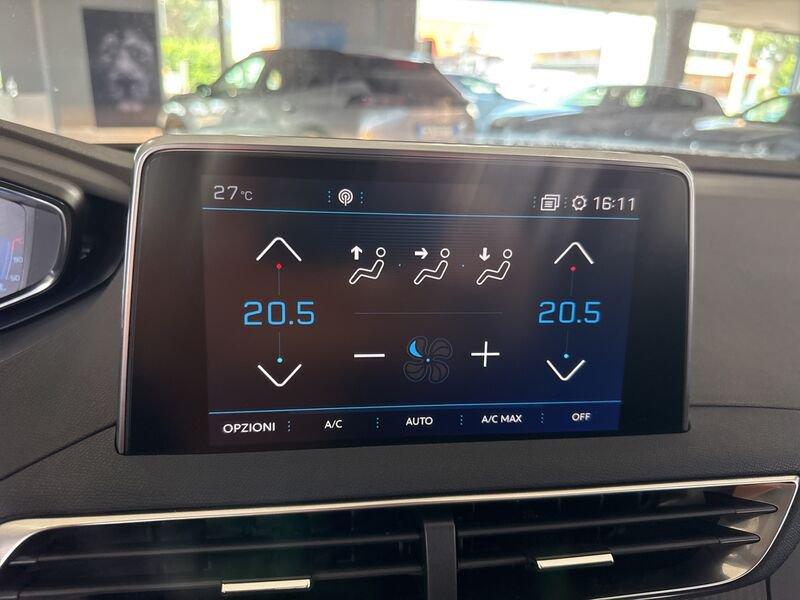 27°C 16:11
20.5 20.5
OPZIONI A/C AUTO A/C MAX OFF